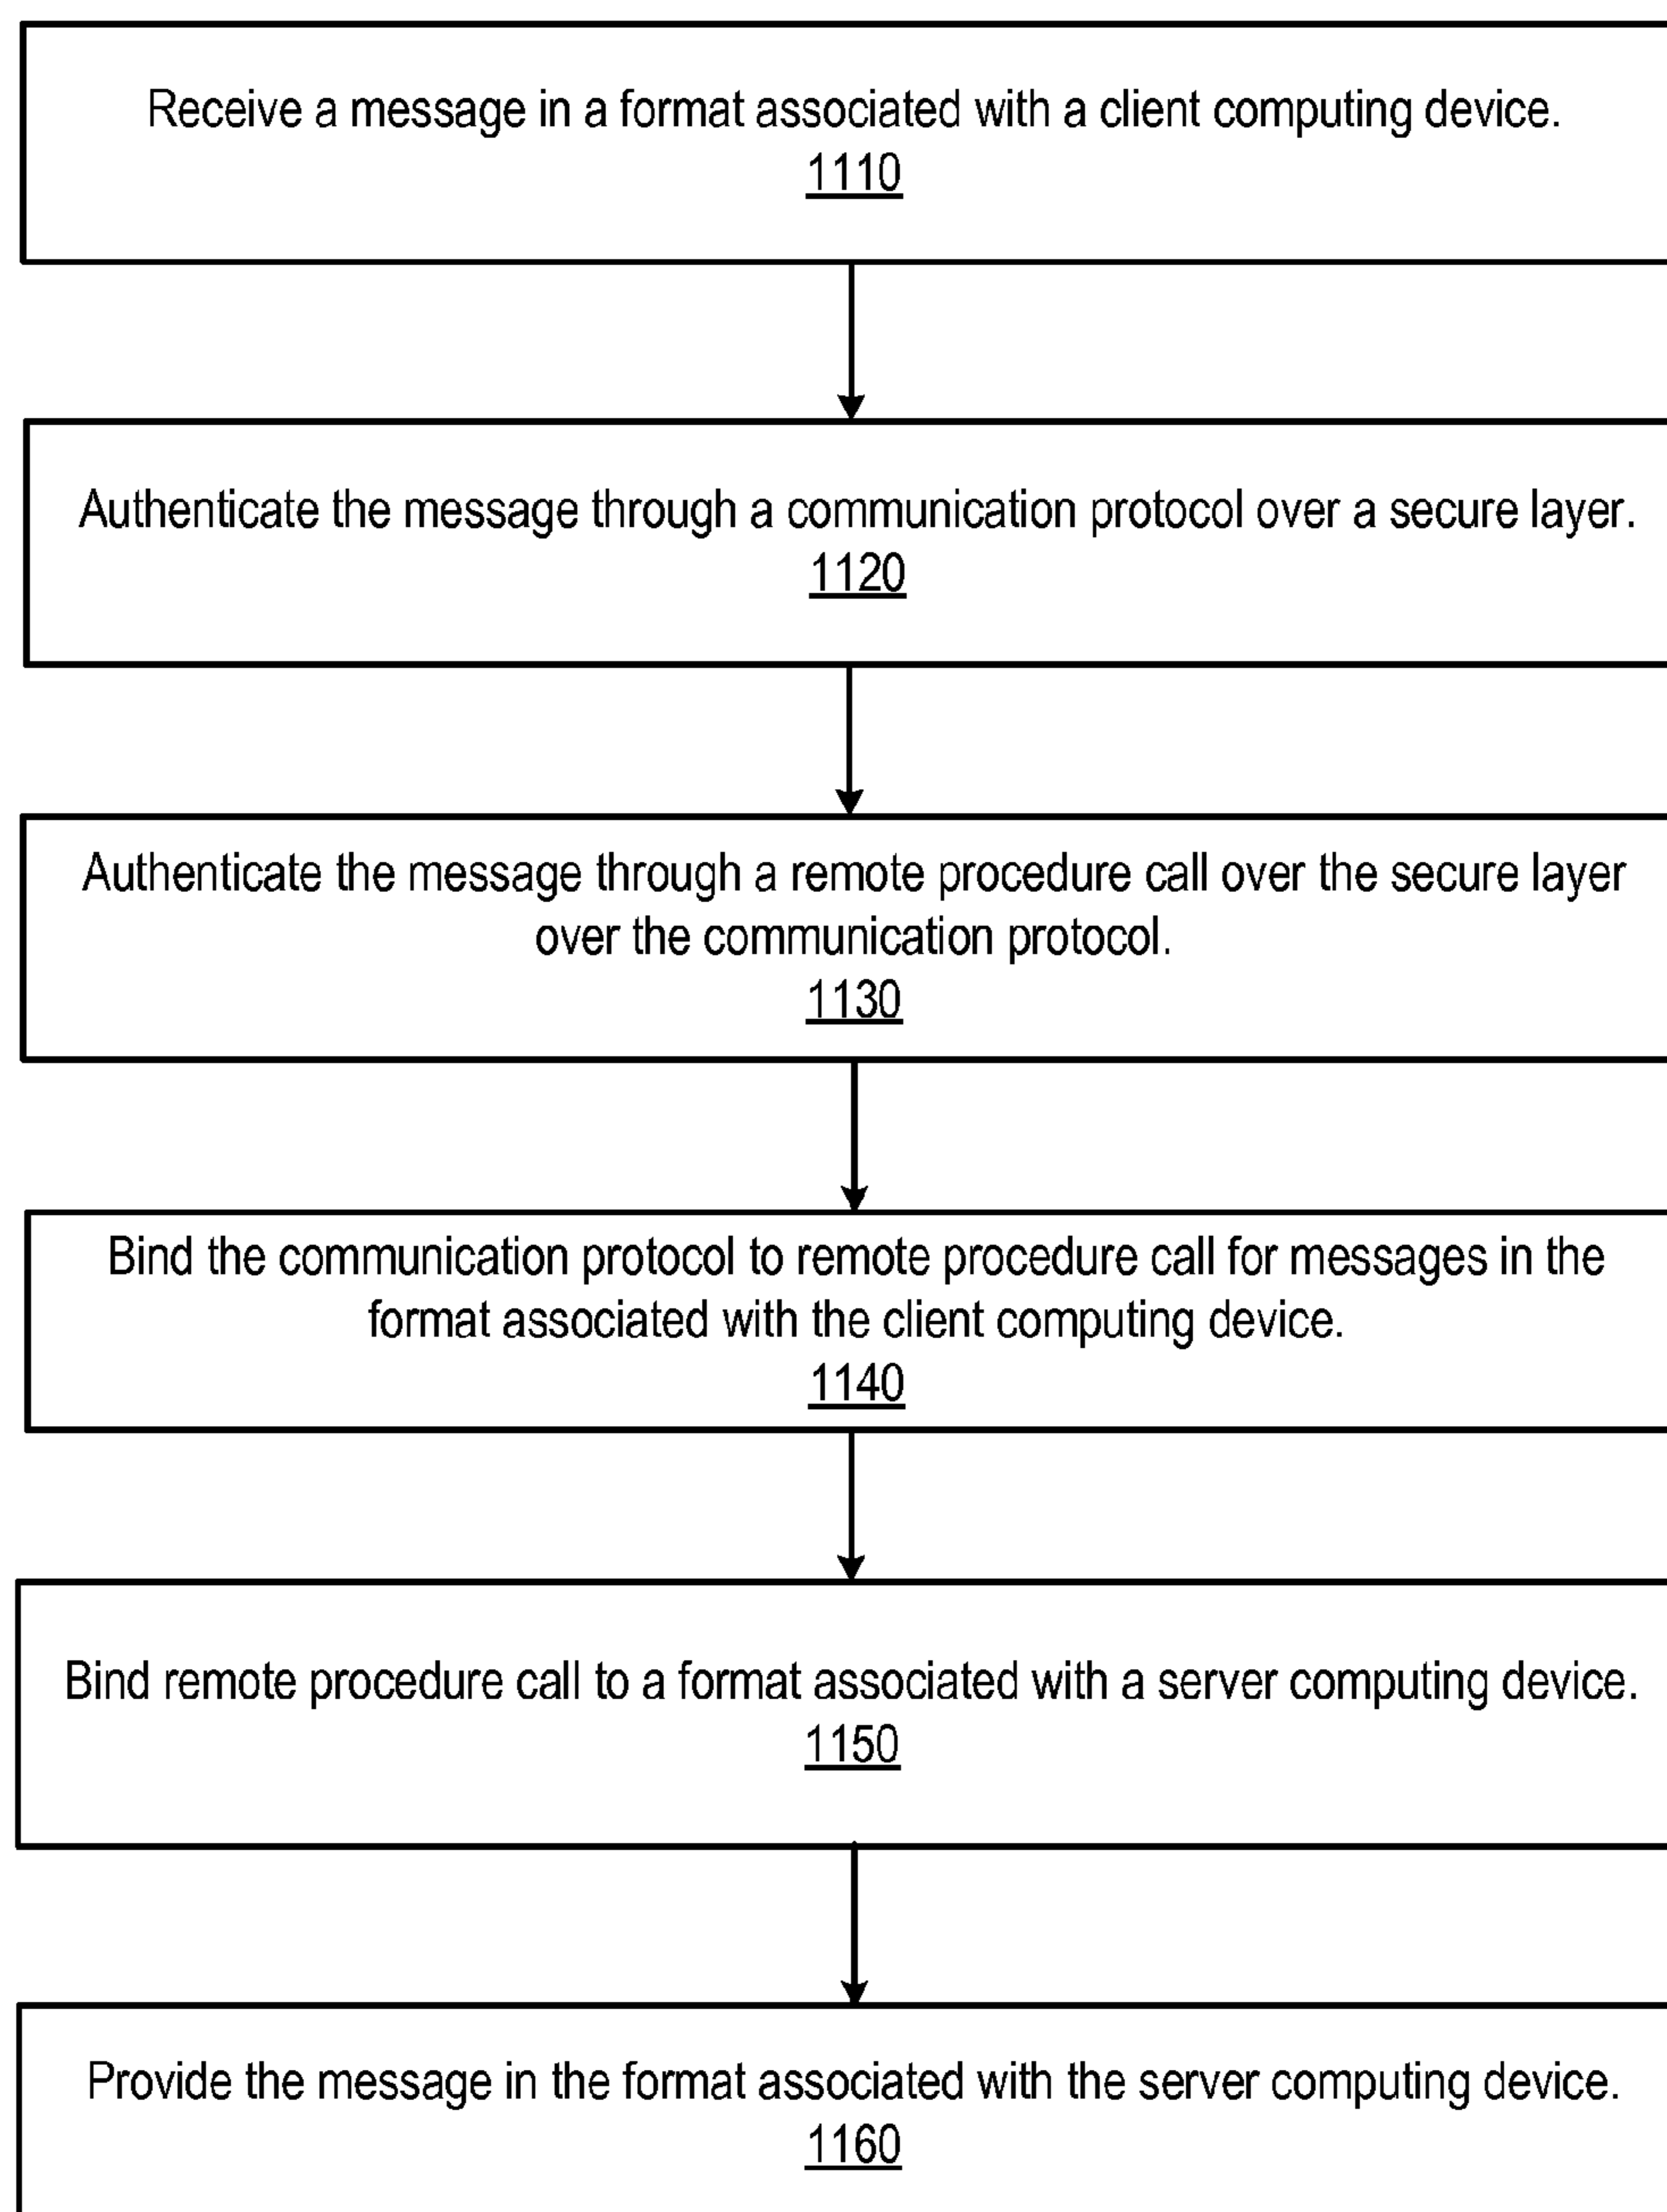 Receive a message in a format associated with a client computing device.
1110
Authenticate the message through a communication protocol over a secure layer.
1120
Authenticate the message through a remote procedure call over the secure layer
over the communication protocol.
1130
Bind the communication protocol to remote procedure call for messages in the
format associated with the client computing device.
1140
Bind remote procedure call to a format associated with a server computing device.
1150
Provide the message in the format associated with the server computing device.
1160